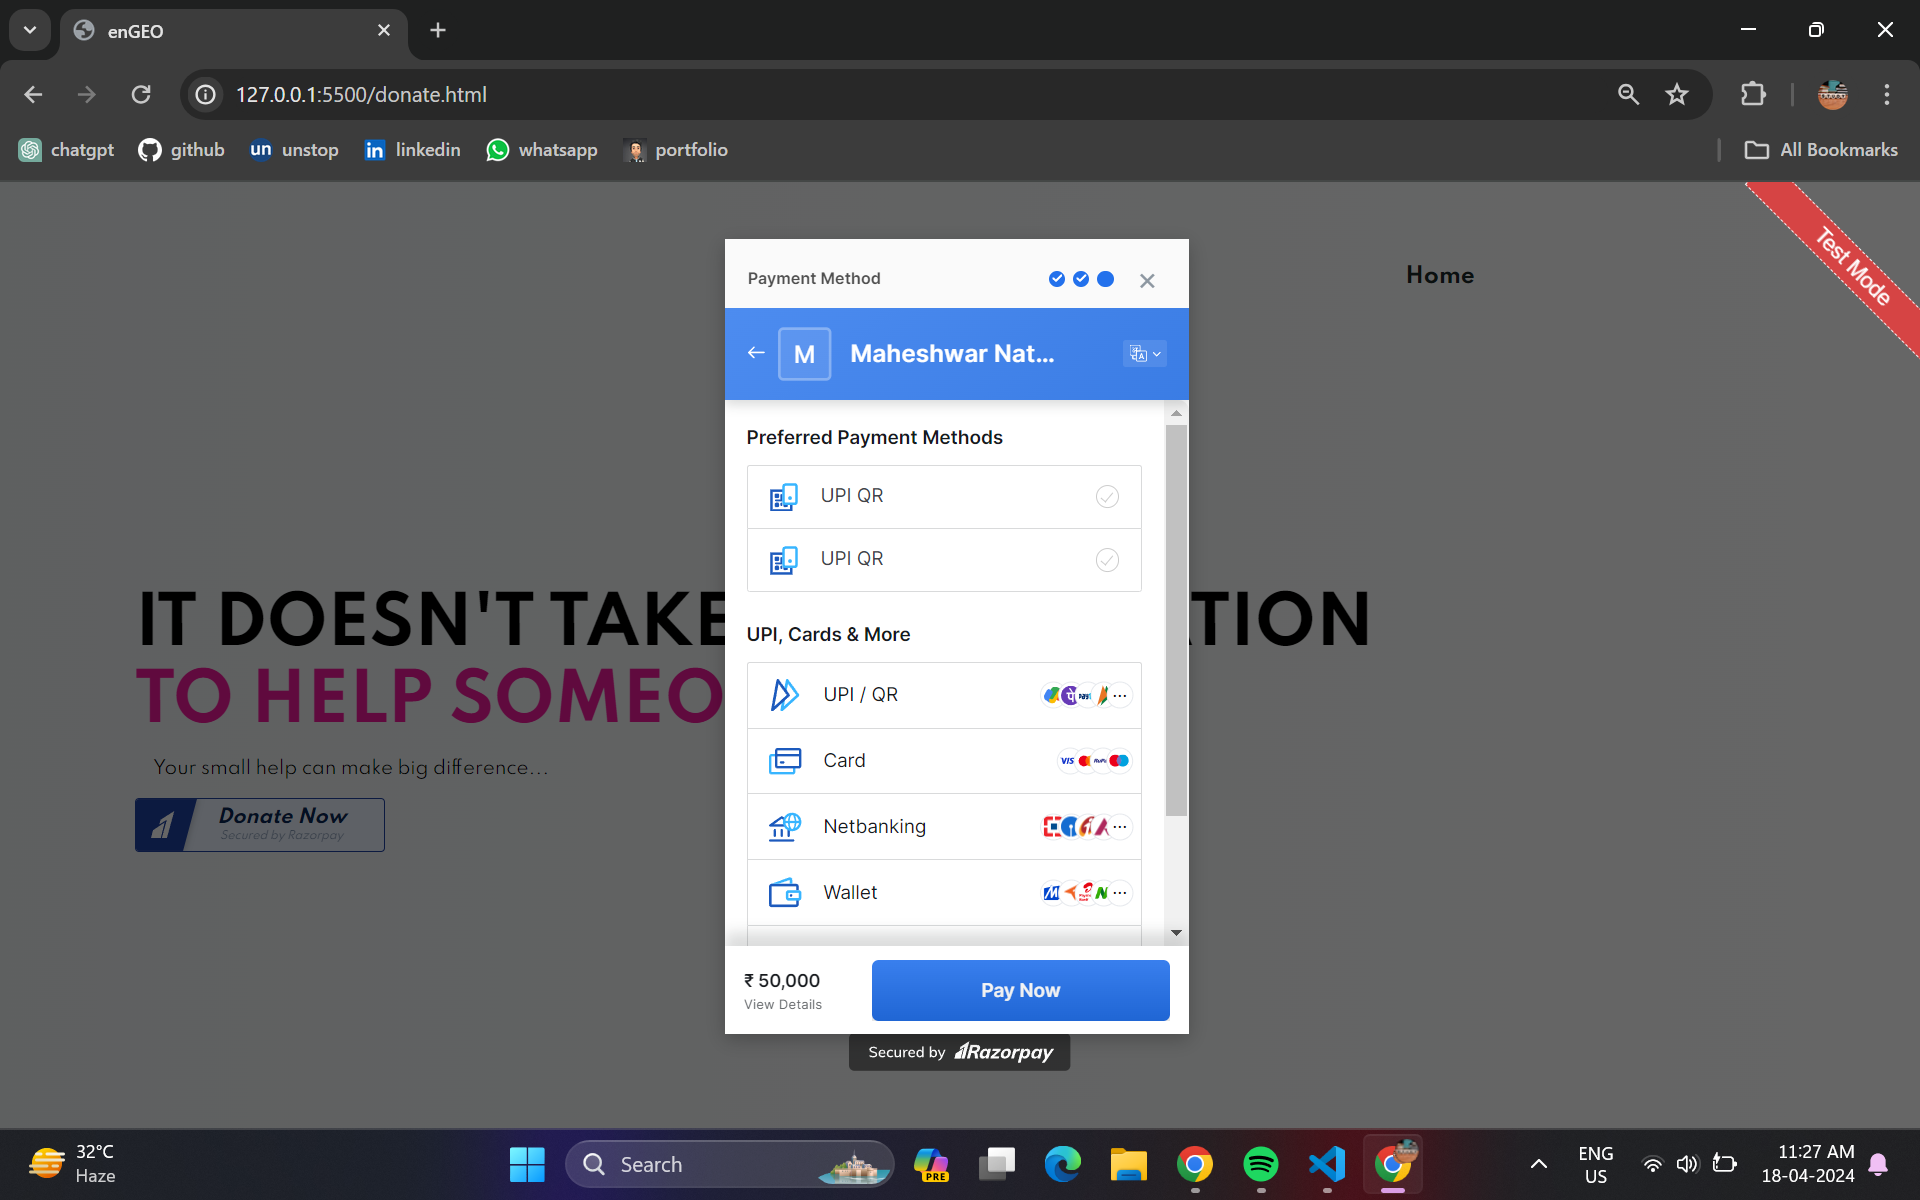 enGEO
127.0.0.1:5500/donate.html
chatgpt
github
un unstop
in linkedin
whatsapp
portfolio
All Bookmarks
Test Mode
Home
Payment Method
M
Maheshwar Nat...
Preferred Payment Methods
UPI QR
UPI QR
IT DOESN'T TAKE
TION
TO HELP SOMEO
UPI, Cards & More
UPI / QR
Card
VISA
Netbanking
Wallet
Your small help can make big difference...
Donate Now
Secured by Razorpay
₹ 50,000
View Details
Pay Now
Secured by Razorpay
32°C
Haze
Search
PRE
ENG
US
11:27 AM
18-04-2024